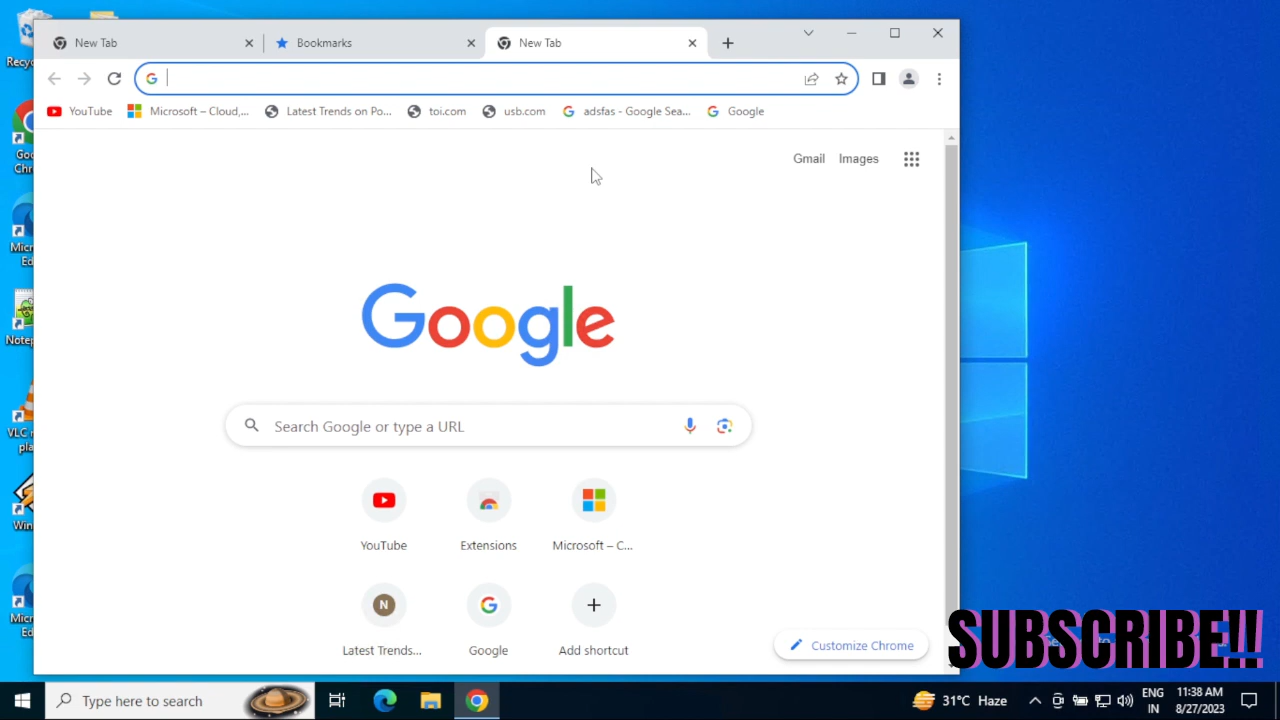 New Tab
Bookmarks
New Tab
YouTube
Microsoft – Cloud,...
Latest Trends on Po...
toi.com
usb.com
adsfas - Google Sea...
Google
Gmail
Images
Google
Search Google or type a URL
YouTube
Extensions
Microsoft – C...
Latest Trends...
N
Google
Add shortcut
Customize Chrome
SUBSCRIBE!!
Type here to search
31°C Haze
ENG
IN
11:38 AM
8/27/2023